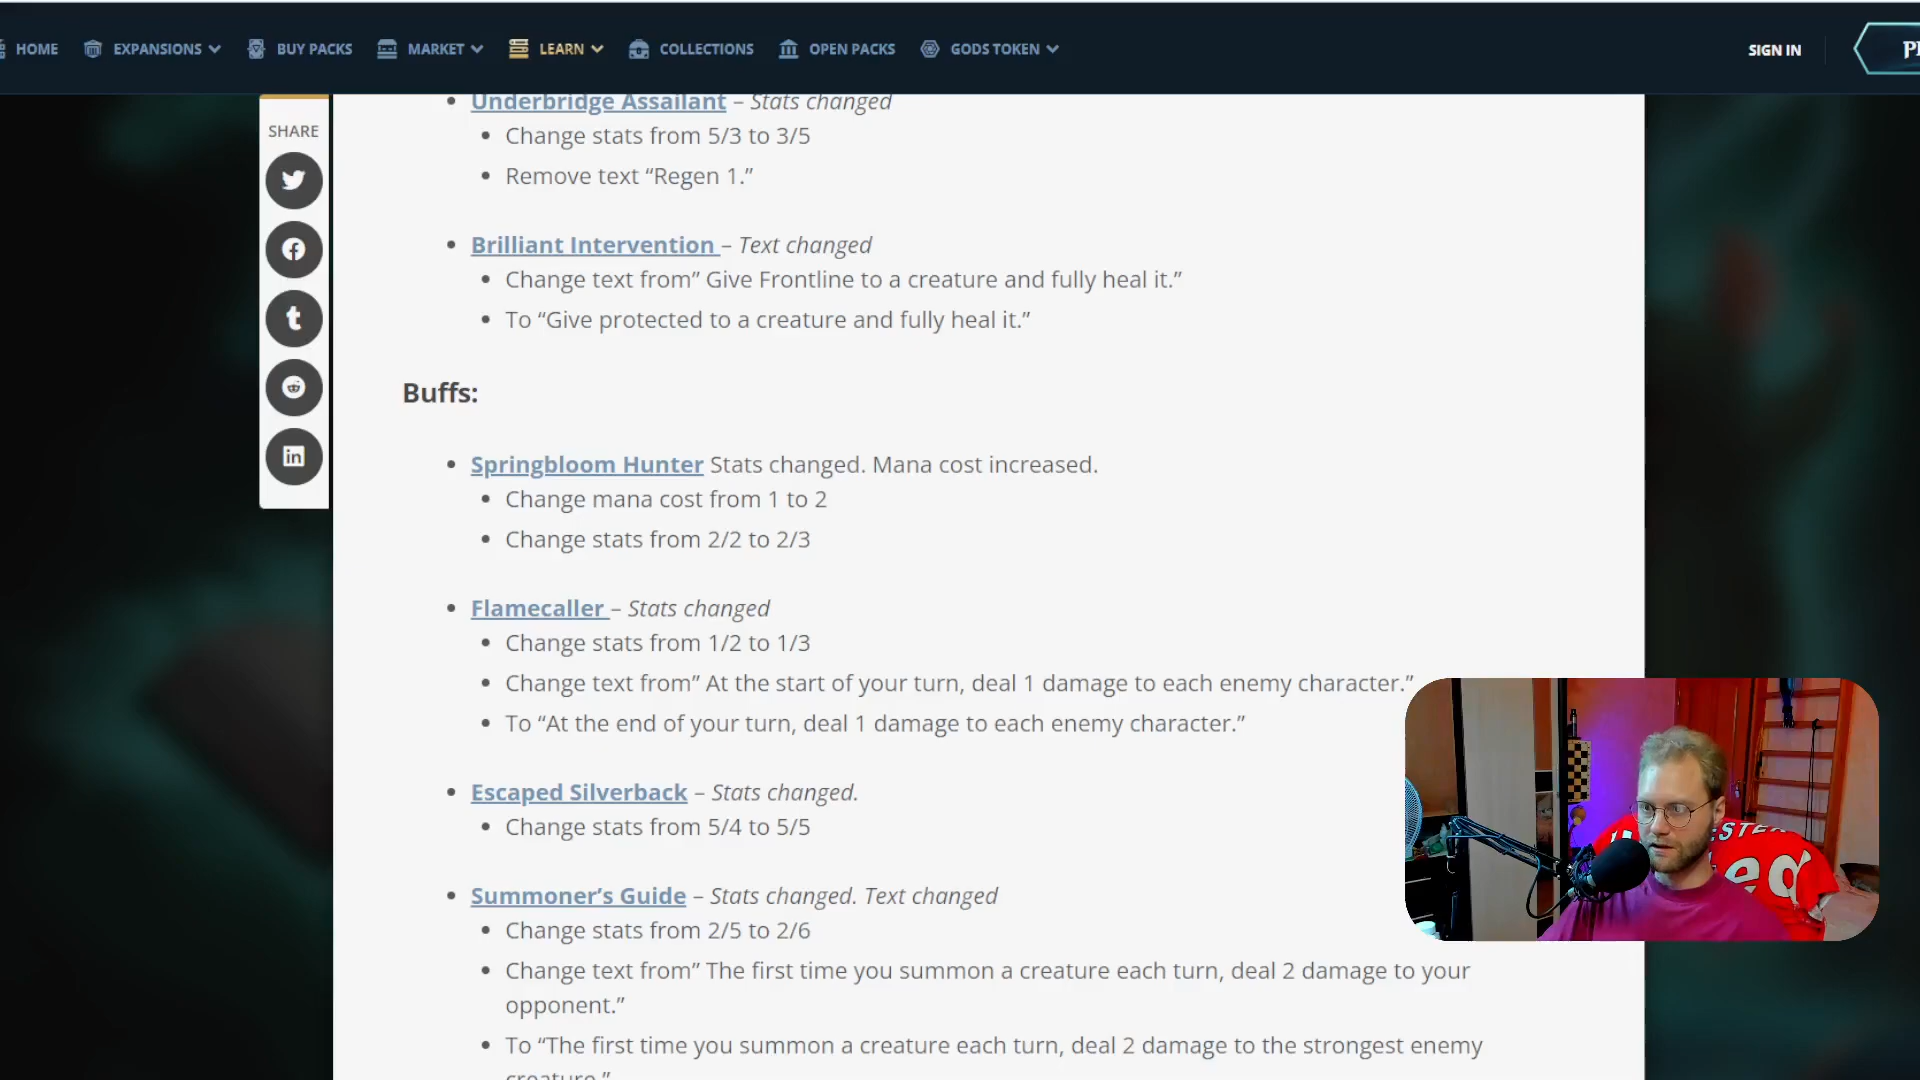 HOME EXPANSIONS BUY PACKS MARKET LEARN COLLECTIONS OPEN PACKS GODS TOKEN SIGN IN
SHARE
Underbridge Assailant – Stats changed
Change stats from 5/3 to 3/5
Remove text “Regen 1.”
Brilliant Intervention – Text changed
Change text from” Give Frontline to a creature and fully heal it.”
To “Give protected to a creature and fully heal it.”
Buffs:
Springbloom Hunter Stats changed. Mana cost increased.
Change mana cost from 1 to 2
Change stats from 2/2 to 2/3
Flamecaller – Stats changed
Change stats from 1/2 to 1/3
Change text from” At the start of your turn, deal 1 damage to each enemy character.”
To “At the end of your turn, deal 1 damage to each enemy character.”
Escaped Silverback – Stats changed.
Change stats from 5/4 to 5/5
Summoner’s Guide – Stats changed. Text changed
Change stats from 2/5 to 2/6
Change text from” The first time you summon a creature each turn, deal 2 damage to your
opponent.”
To “The first time you summon a creature each turn, deal 2 damage to the strongest enemy
creature.”